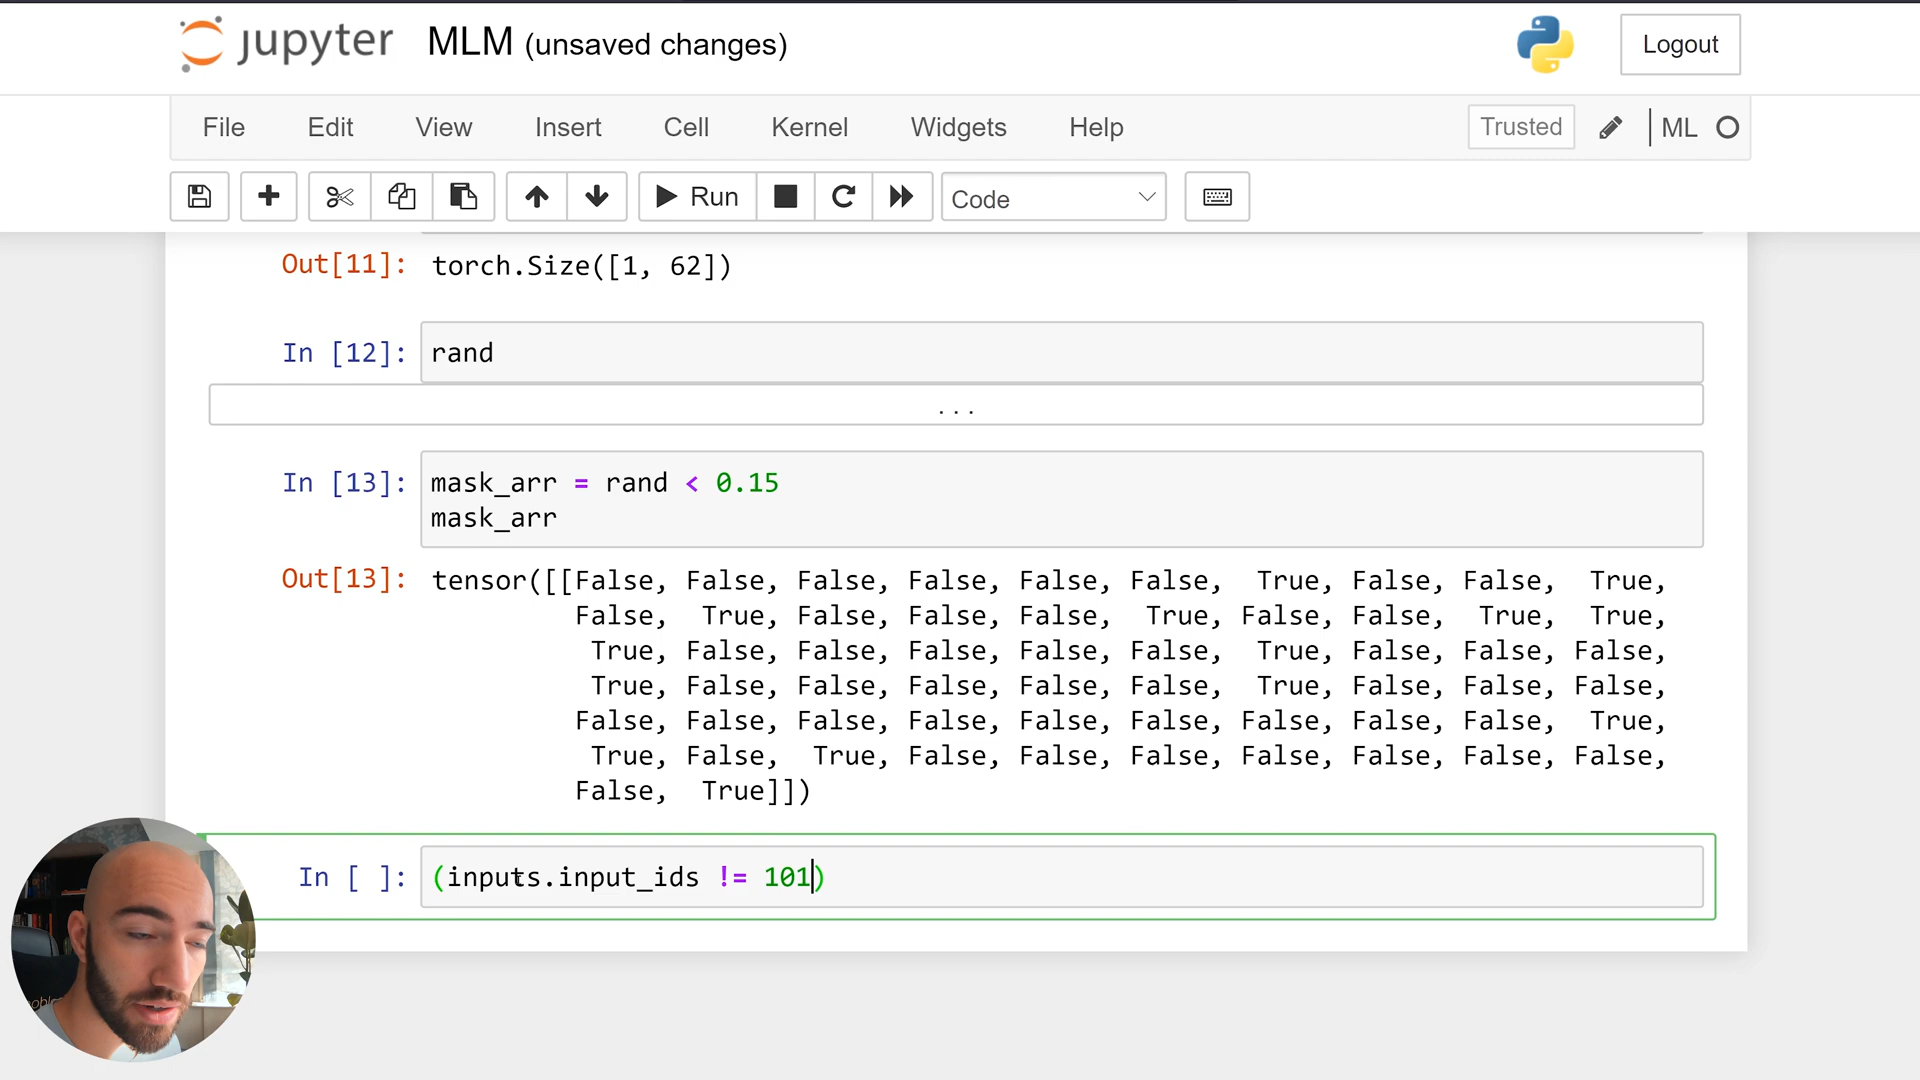 jupyter MLM (unsaved changes) Logout
File Edit View Insert Cell Kernel Widgets Help Trusted ML
Run Code
Out[11]: torch.Size([1, 62])
In [12]: rand
...
In [13]: mask_arr = rand < 0.15
mask_arr
Out[13]: tensor([[False, False, False, False, False, False, True, False, False, True,
False, True, False, False, False, True, False, False, True, True,
True, False, False, False, False, False, True, False, False, False,
True, False, False, False, False, False, True, False, False, False,
False, False, False, False, False, False, False, False, False, True,
True, False, True, False, False, False, False, False, False, False,
False, True]])
In [ ]: (inputs.input_ids != 101)